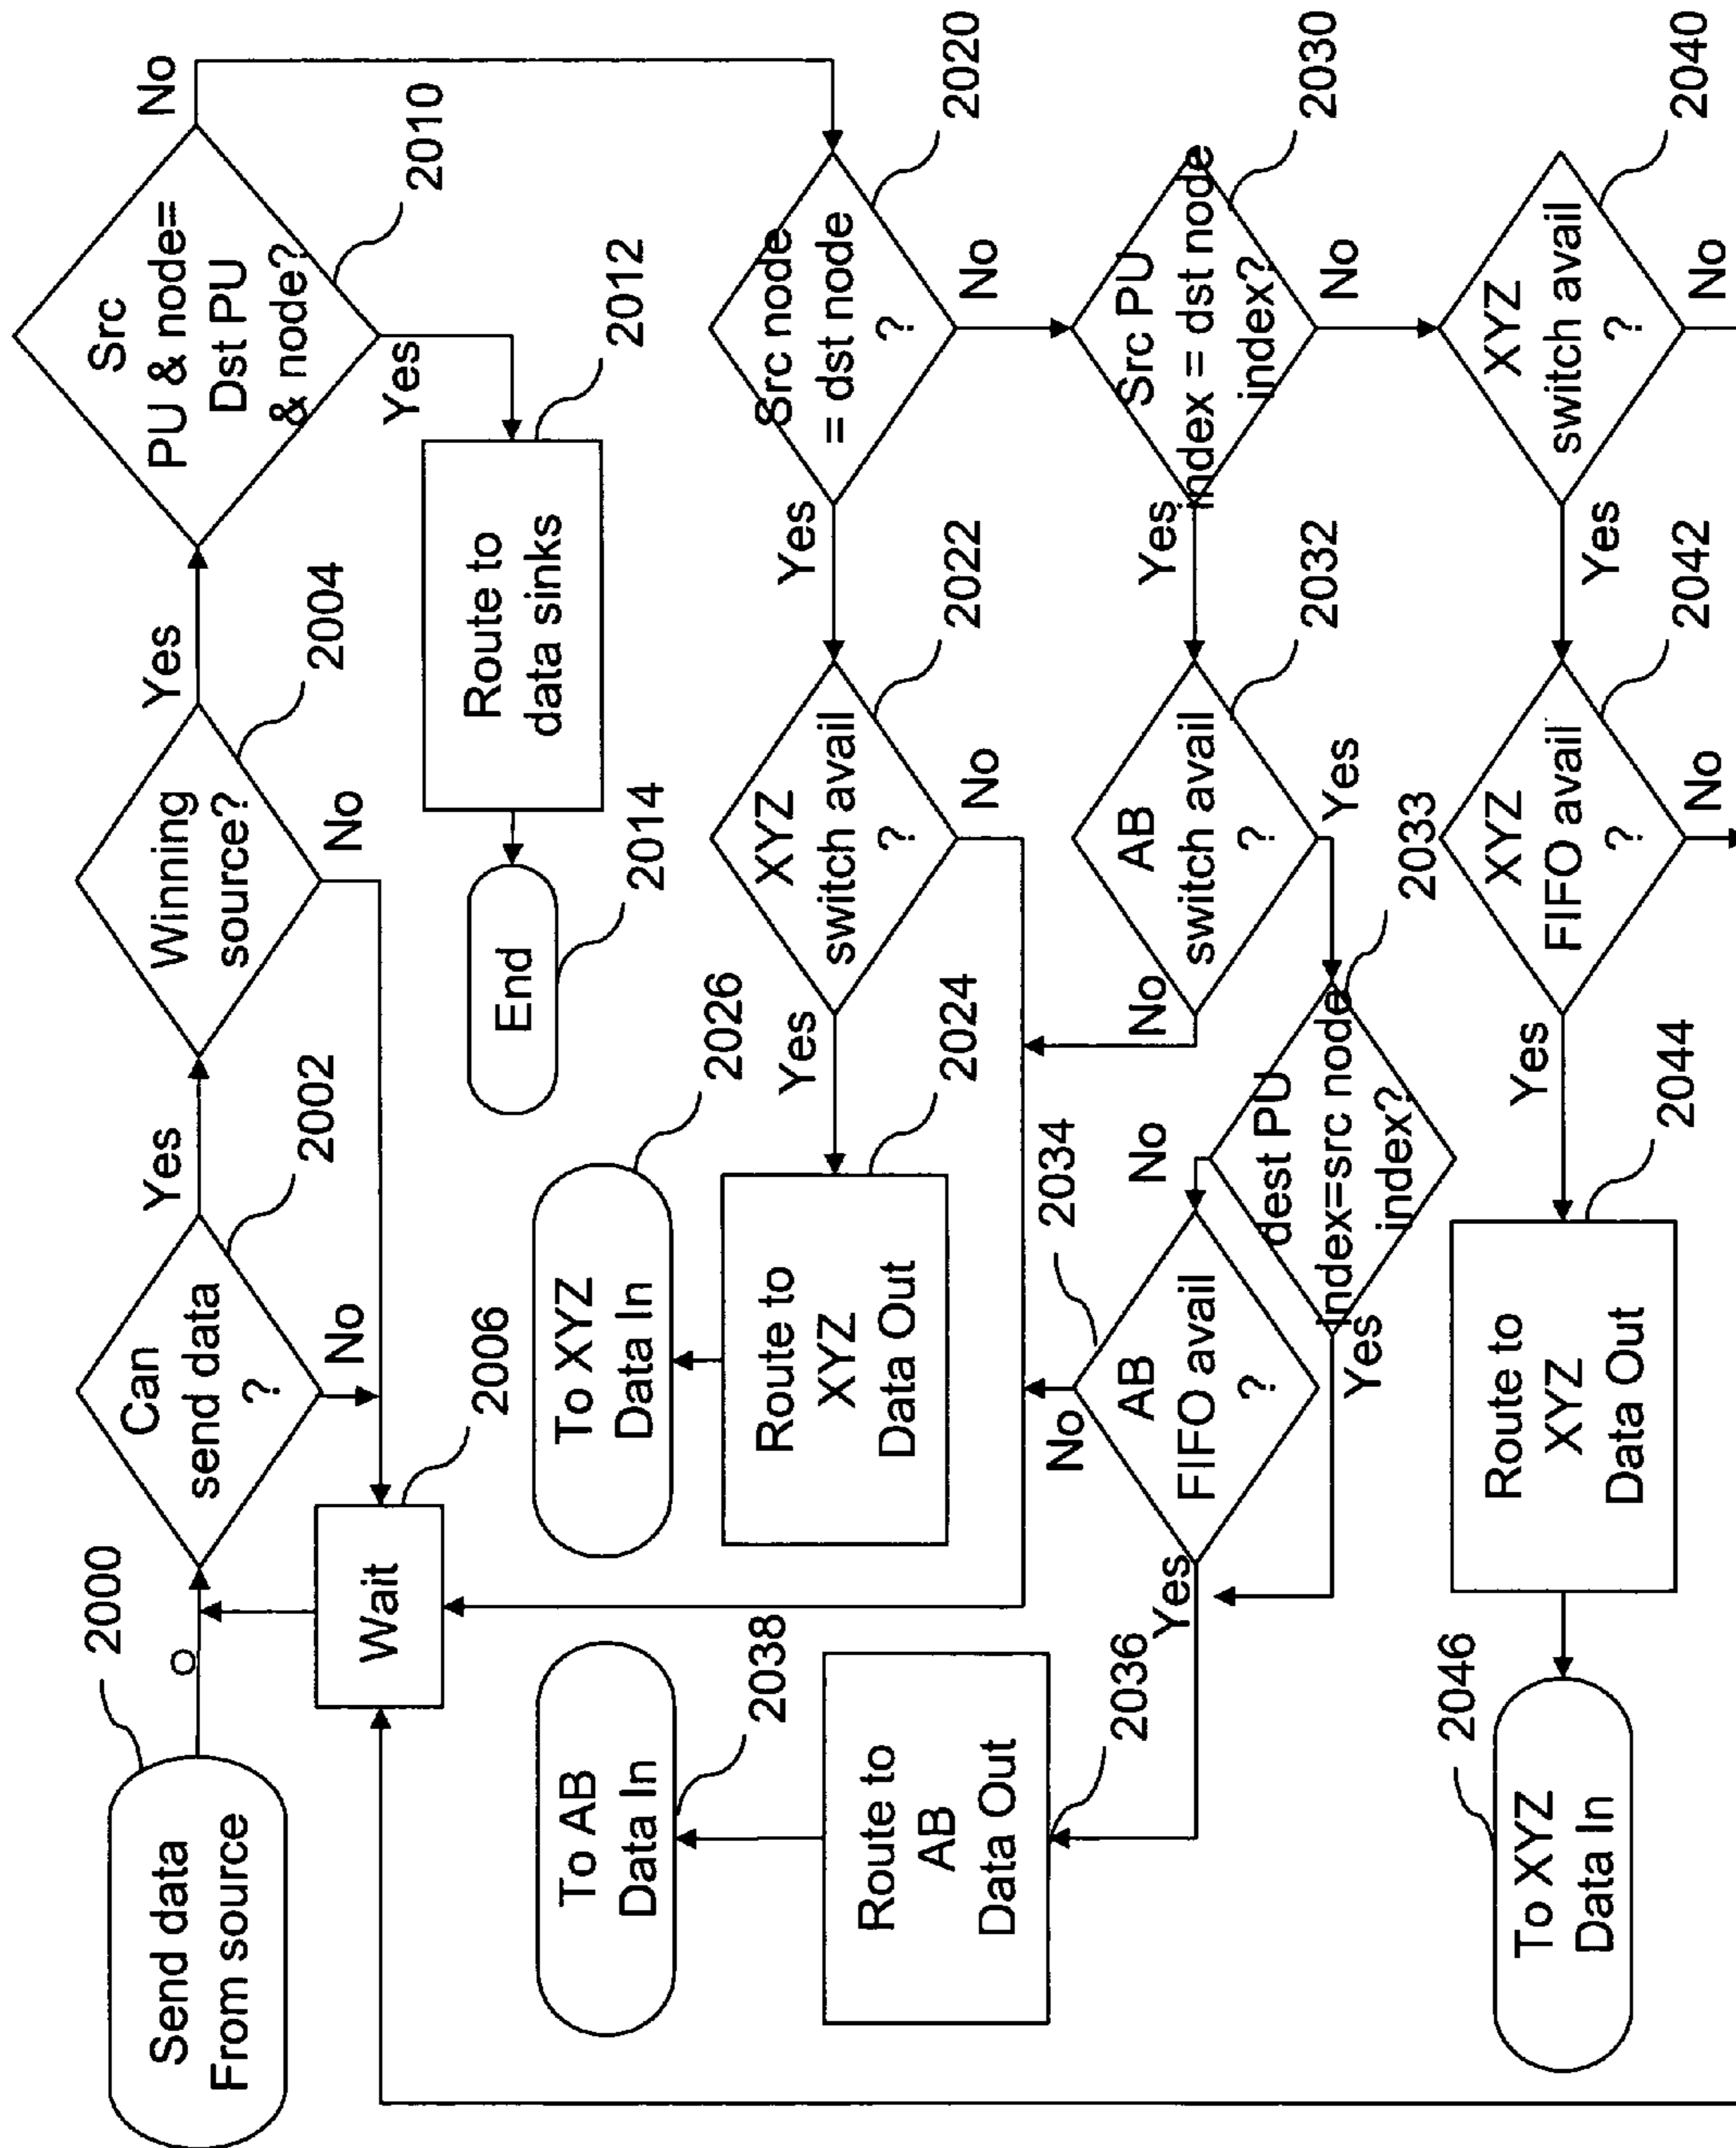 Send data
From source
2000
Can
send data
?
2002
Yes
No
Winning
source?
2004
Yes
No
Src
PU & node=
Dst PU
& node?
2010
No
Yes
Wait
2006
End
2014
Route to
data sinks
2012
To XYZ
Data In
2026
Route to
XYZ
Data Out
2024
Yes
XYZ
switch avail
?
2022
No
Yes
Src node
= dst node
?
2020
No
To AB
Data In
2038
Route to
AB
Data Out
2036
Yes
AB
FIFO avail
?
2034
No
No
dest PU
Index=src node
index?
2033
Yes
No
AB
switch avail
?
2032
Yes
Yes
Src PU
index = dst node
index?
2030
No
To XYZ
Data In
2046
Route to
XYZ
Data Out
2044
Yes
XYZ
FIFO avail
?
2042
No
Yes
XYZ
switch avail
?
2040
No